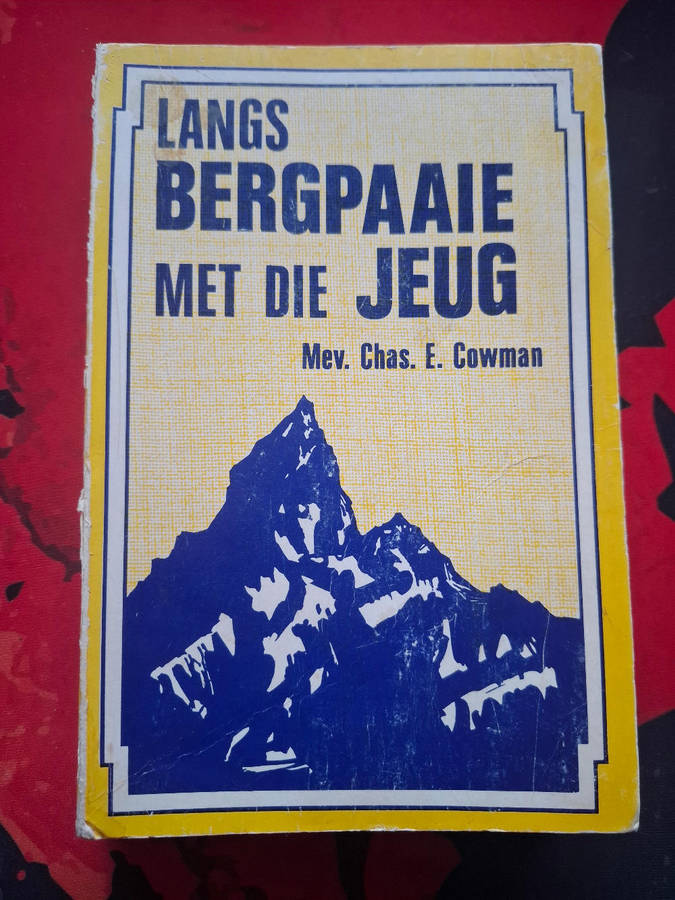 LANGS
BERGPAAIE
MET DIE JEUG
Mev. Chas. E. Cowman